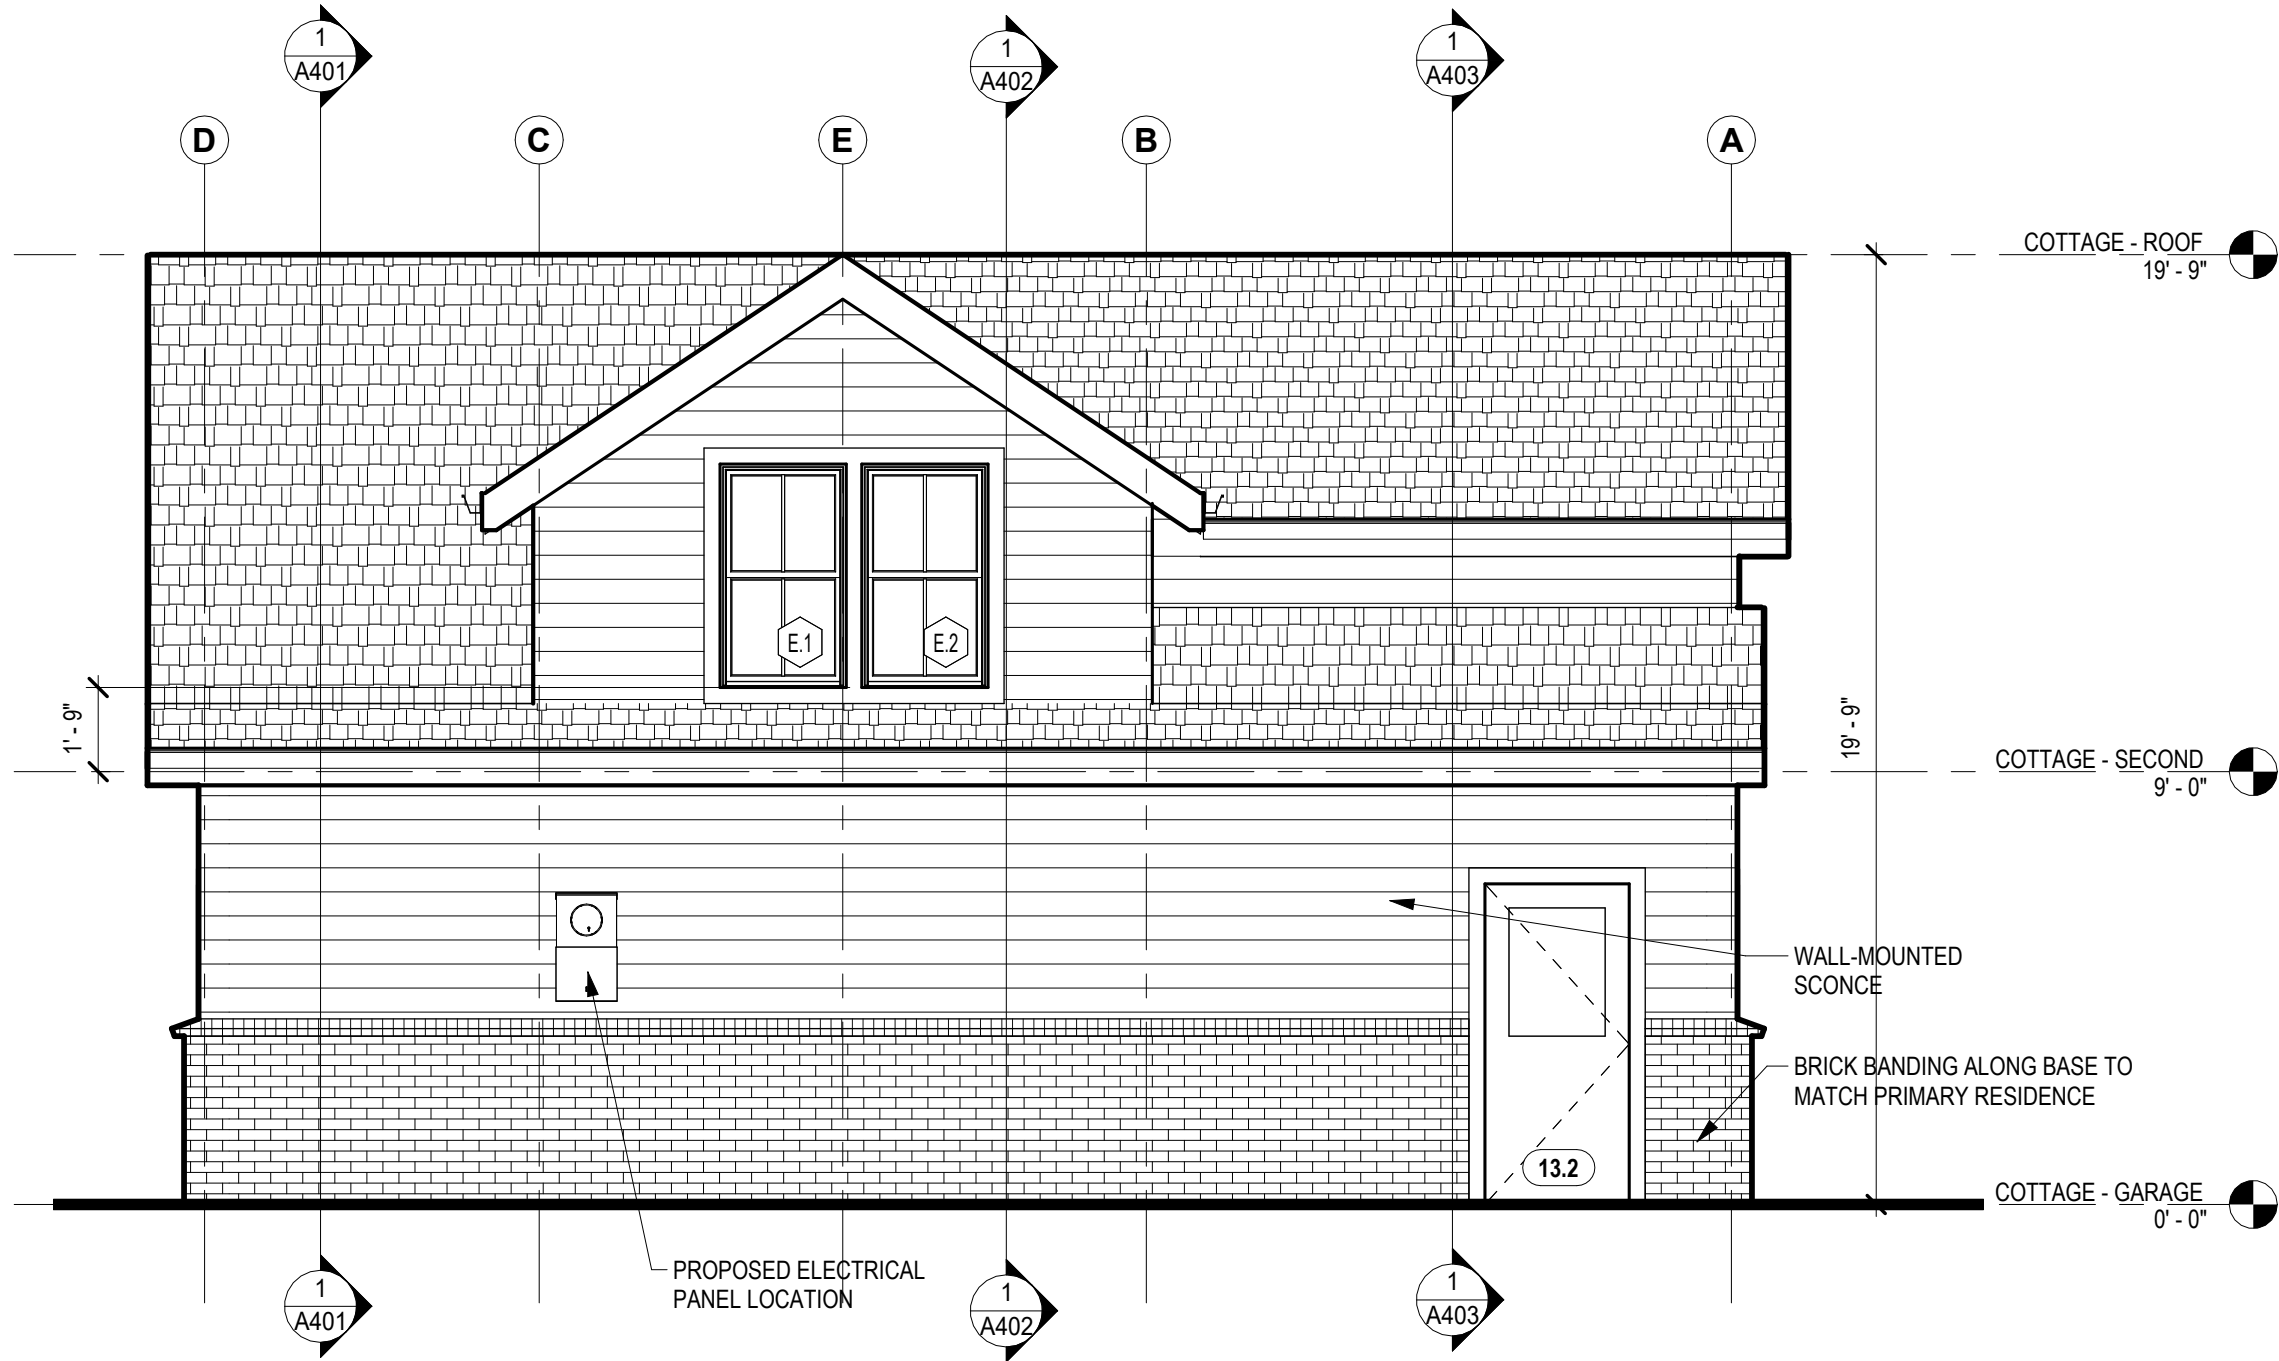 1
A401
1
A402
1
A403
D
C
E
B
A
COTTAGE - ROOF
19' - 9"
E.1
E.2
1' - 9"
19' - 9"
COTTAGE - SECOND
9' - 0"
WALL-MOUNTED
SCONCE
BRICK BANDING ALONG BASE TO
MATCH PRIMARY RESIDENCE
13.2
COTTAGE - GARAGE
0' - 0"
PROPOSED ELECTRICAL
PANEL LOCATION
1
A401
1
A402
1
A403